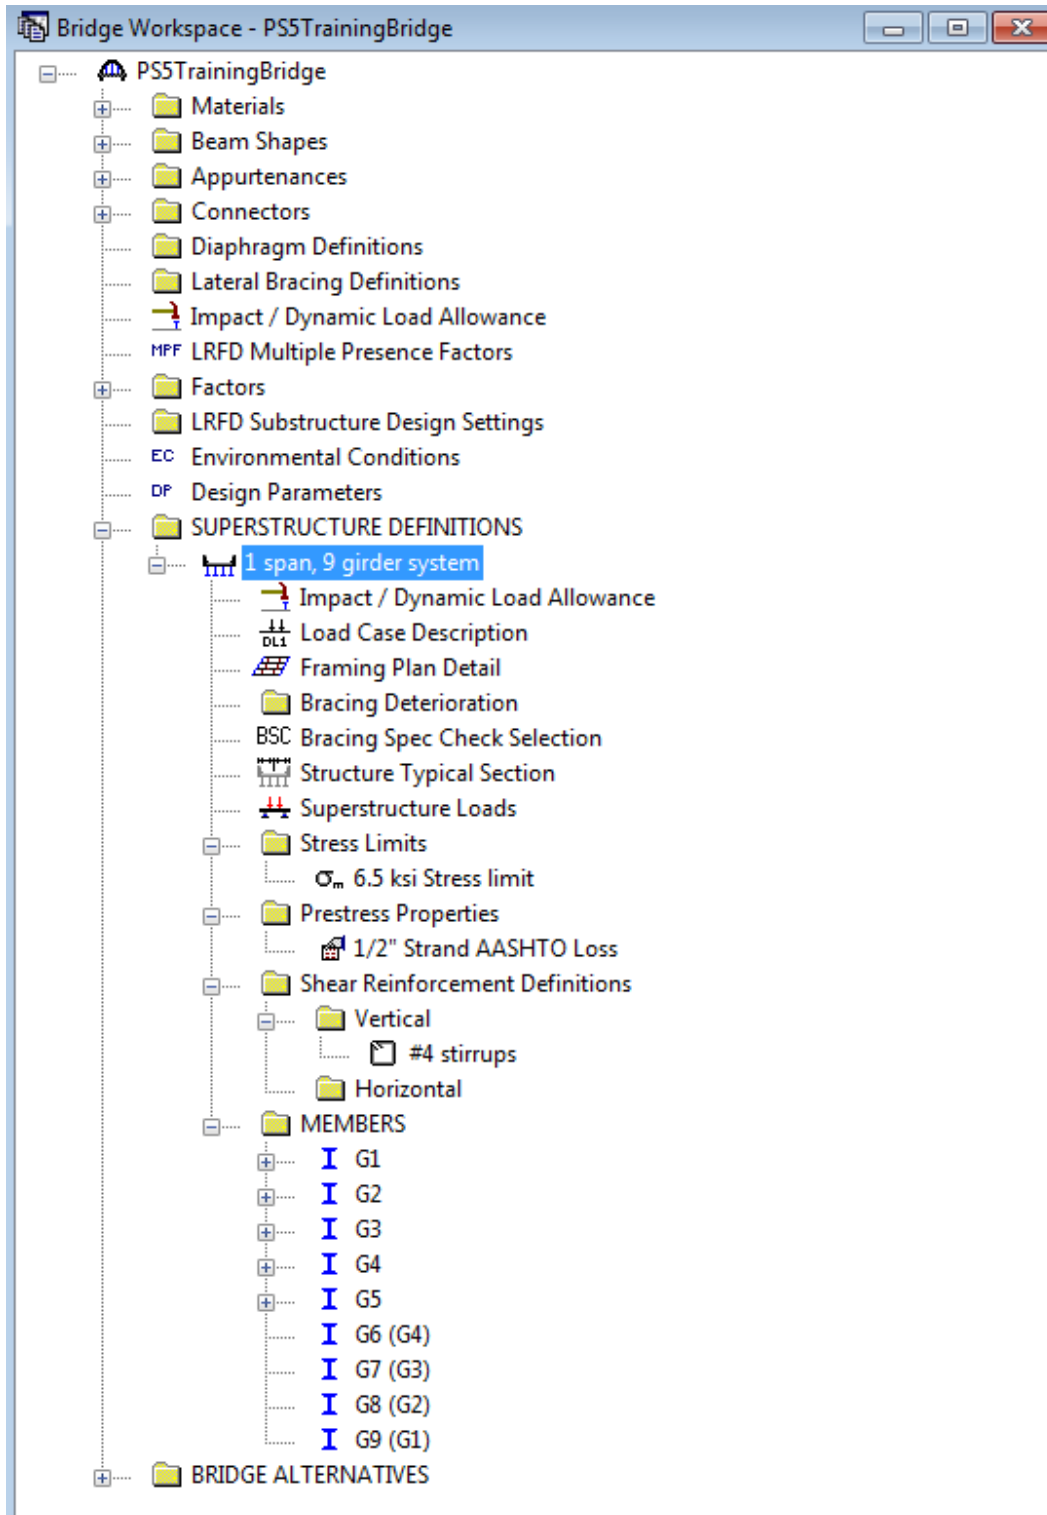 Bridge Workspace - PS5TrainingBridge
PS5TrainingBridge
Materials
Beam Shapes
Appurtenances
Connectors
Diaphragm Definitions
Lateral Bracing Definitions
Impact / Dynamic Load Allowance
MPF LRFD Multiple Presence Factors
Factors
LRFD Substructure Design Settings
EC Environmental Conditions
DP Design Parameters
SUPERSTRUCTURE DEFINITIONS
1 span, 9 girder system
Impact / Dynamic Load Allowance
DL1 Load Case Description
Framing Plan Detail
Bracing Deterioration
BSC Bracing Spec Check Selection
Structure Typical Section
Superstructure Loads
Stress Limits
σm 6.5 ksi Stress limit
Prestress Properties
1/2" Strand AASHTO Loss
Shear Reinforcement Definitions
Vertical
#4 stirrups
Horizontal
MEMBERS
G1
G2
G3
G4
G5
G6 (G4)
G7 (G3)
G8 (G2)
G9 (G1)
BRIDGE ALTERNATIVES